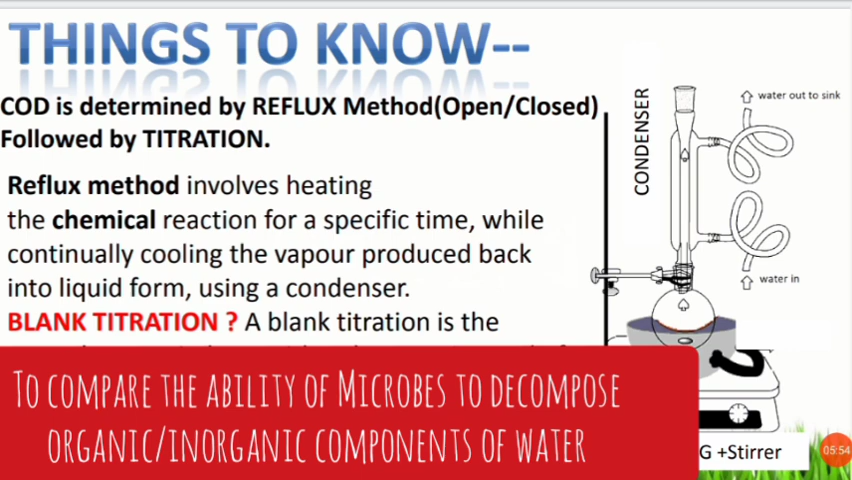 THINGS TO KNOW--
COD is determined by REFLUX Method(Open/Closed)
Followed by TITRATION.
Reflux method involves heating
the chemical reaction for a specific time, while
continually cooling the vapour produced back
into liquid form, using a condenser.
BLANK TITRATION ? A blank titration is the
TO COMPARE THE ABILITY OF MICROBES TO DECOMPOSE
ORGANIC/INORGANIC COMPONENTS OF WATER
CONDENSER
water out to sink
water in
G +Stirrer
05:54